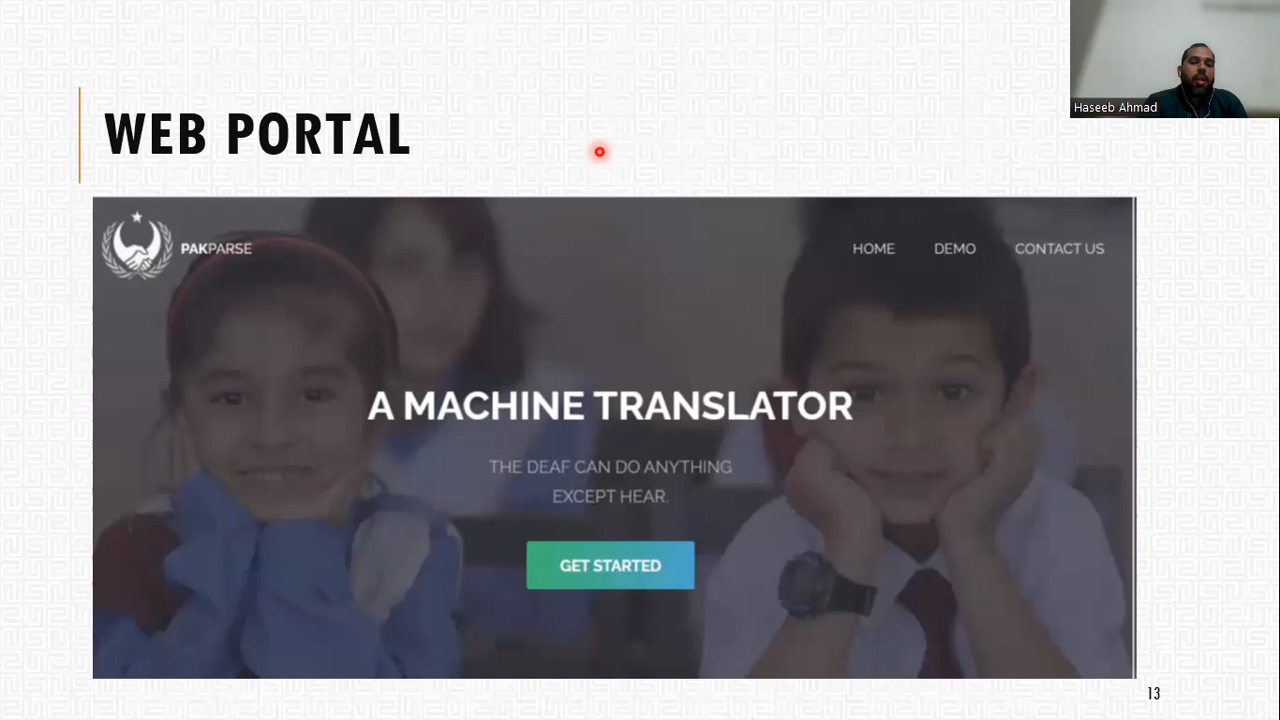 Haseeb Ahmad
WEB PORTAL
PAKPARSE
HOME DEMO CONTACT US
A MACHINE TRANSLATOR
THE DEAF CAN DO ANYTHING
EXCEPT HEAR.
GET STARTED
13